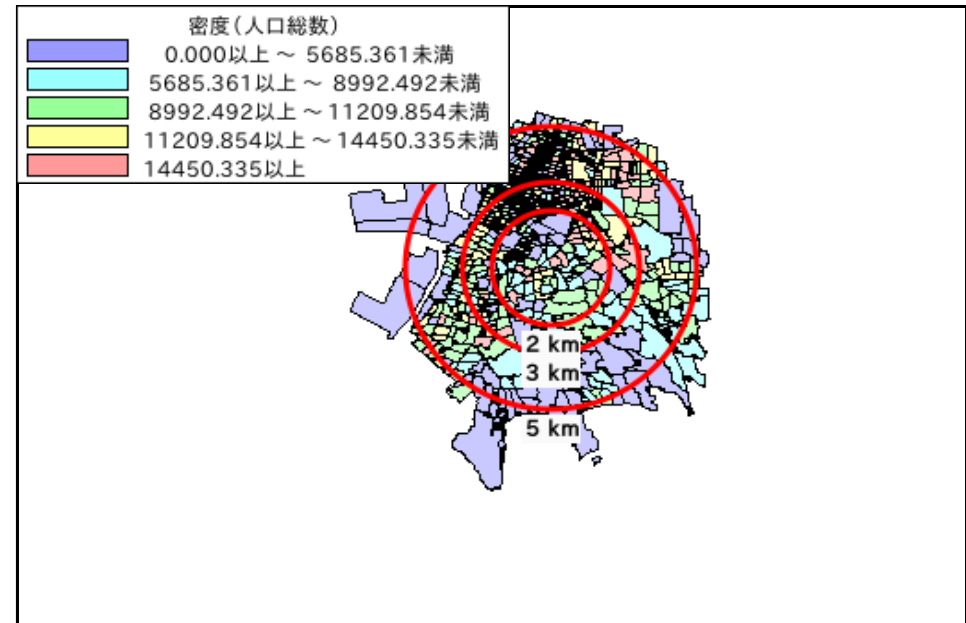 密度(人口総数)
0.000以上 ～ 5685.361未満
5685.361以上 ～ 8992.492未満
8992.492以上 ～11209.854未満
11209.854以上 ～14450.335未満
14450.335以上
2 km
3 km
5 km